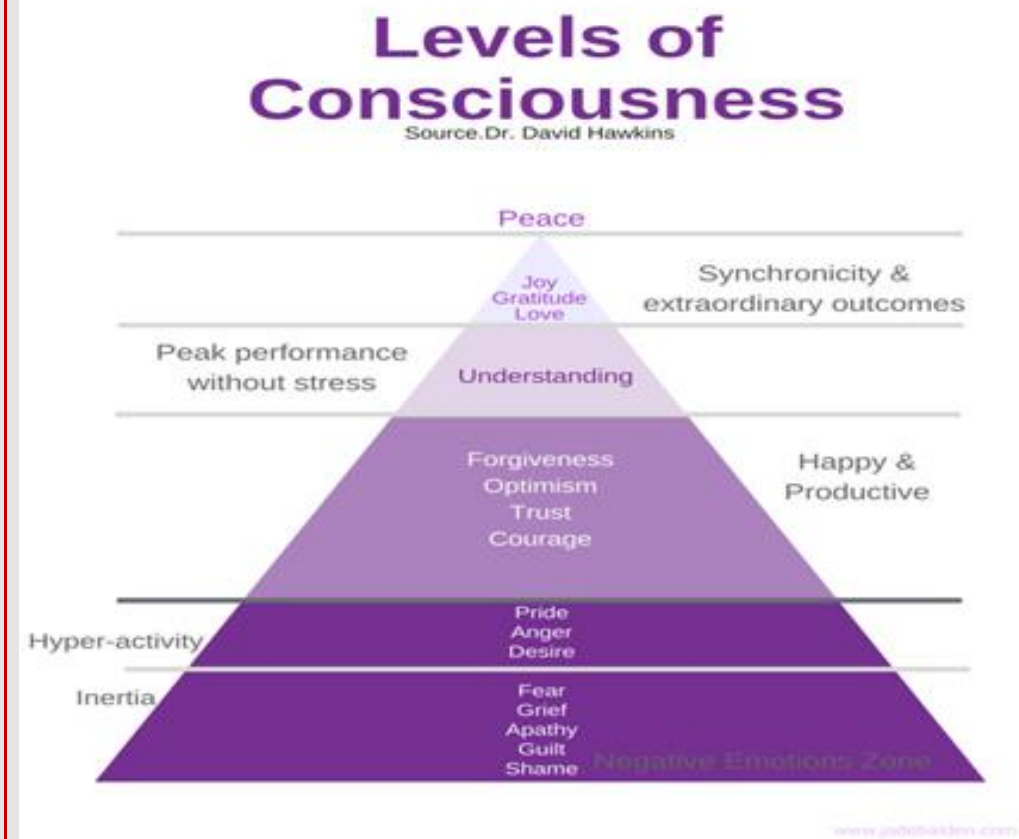 Levels of
Consciousness
Source.Dr. David Hawkins
Peace
Joy
Gratitude
Love
Synchronicity &
extraordinary outcomes
Peak performance
without stress
Understanding
Forgiveness
Optimism
Trust
Courage
Happy &
Productive
Pride
Anger
Desire
Hyper-activity
Inertia
Fear
Grief
Apathy
Guilt
Shame
Negative Emotions Zone